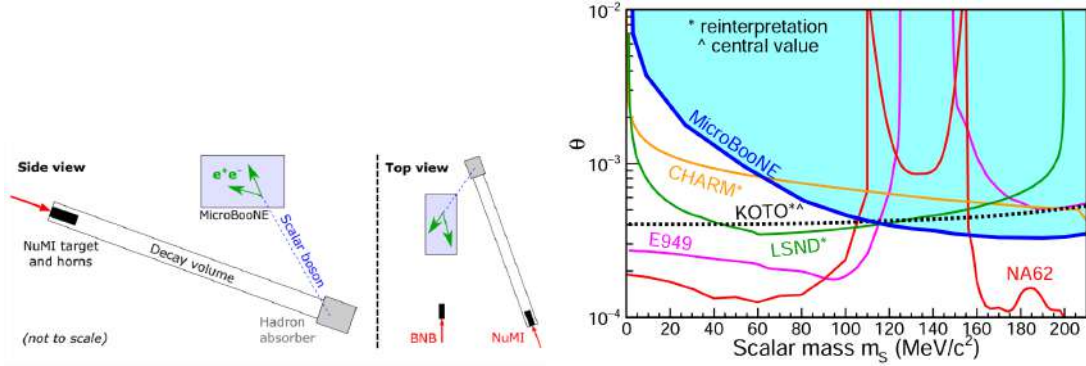 Side view
e⁺e⁻
MicroBooNE
NuMI target
and horns
Decay volume
Scalar boson
Hadron
absorber
(not to scale)
Top view
BNB
NuMI
* reinterpretation
^ central value
MicroBooNE
CHARM*
KOTO*^
E949
LSND*
NA62
θ
10⁻²
10⁻³
10⁻⁴
0 20 40 60 80 100 120 140 160 180 200
Scalar mass mₛ (MeV/c²)